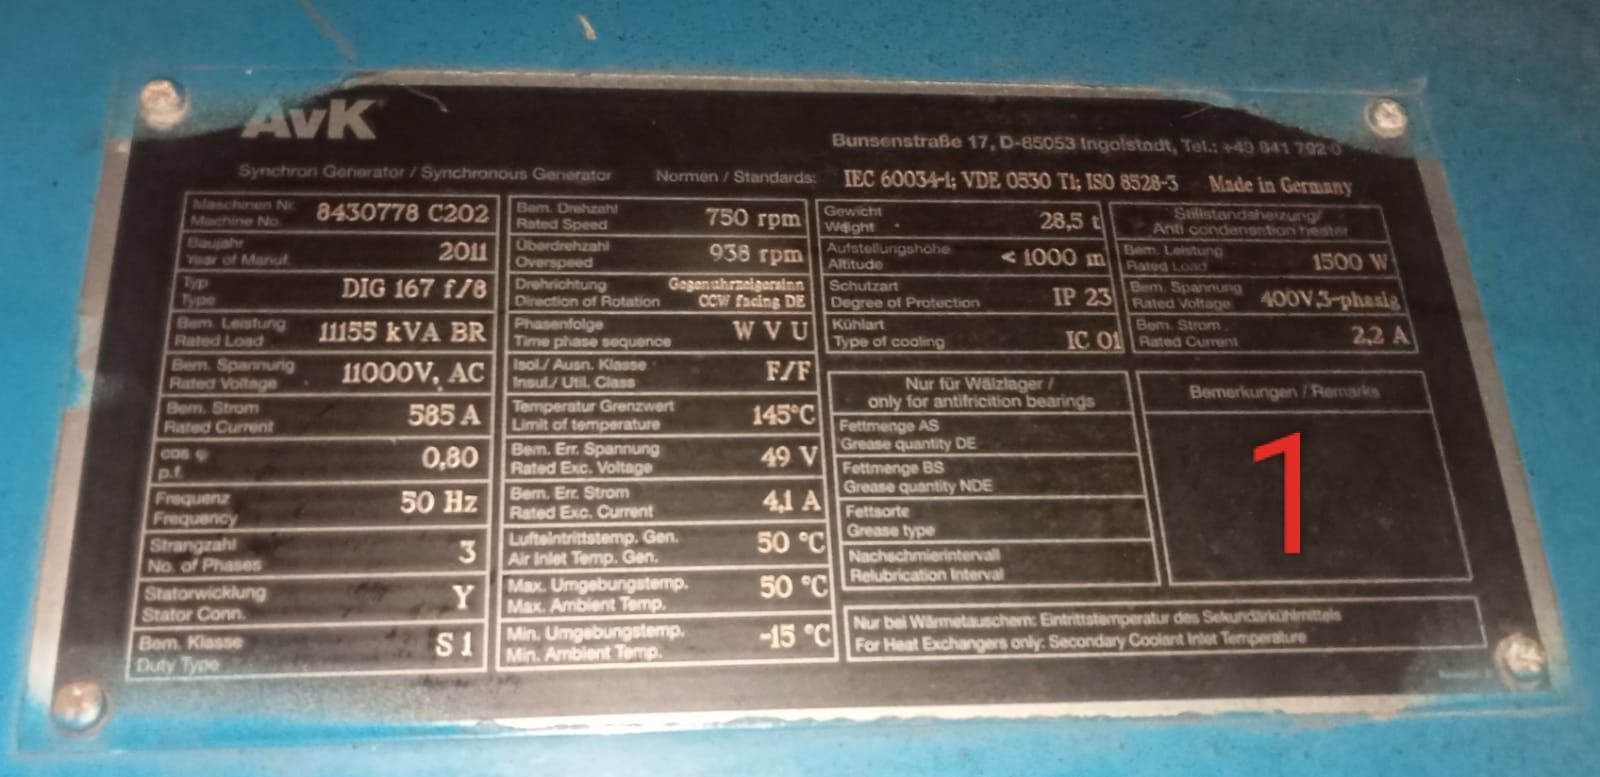 AvK
Bunsenstraße 17, D-85053 Ingolstadt, Tel.: +49 841 792 0
Synchron Generator / Synchronous Generator Normen / Standards: IEC 60034-1; VDE 0530 T1; ISO 8528-3 Made in Germany
Maschinen Nr.
Machine No. 8430778 C202
Baujahr
Year of Manuf. 2011
Typ
Type DIG 167 f/8
Bem. Leistung
Rated Load 11155 kVA BR
Bem. Spannung
Rated Voltage 11000V, AC
Bem. Strom
Rated Current 585 A
cos φ
p.f. 0,80
Frequenz
Frequency 50 Hz
Strangzahl
No. of Phases 3
Statorwicklung
Stator Conn. Y
Bem. Klasse
Duty Type S 1
Bem. Drehzahl
Rated Speed 750 rpm
Überdrehzahl
Overspeed 938 rpm
Drehrichtung Gegenuhrzeigersinn
Direction of Rotation CCW facing DE
Phasenfolge
Time phase sequence W V U
Isol./ Ausn. Klasse
Insul./ Util. Class F/F
Temperatur Grenzwert
Limit of temperature 145°C
Bem. Err. Spannung
Rated Exc. Voltage 49 V
Bem. Err. Strom
Rated Exc. Current 4,1 A
Lufteintrittstemp. Gen.
Air Inlet Temp. Gen. 50 °C
Max. Umgebungstemp.
Max. Ambient Temp. 50 °C
Min. Umgebungstemp.
Min. Ambient Temp. -15 °C
Gewicht
Weight 28,5 t
Aufstellungshöhe
Altitude < 1000 m
Schutzart
Degree of Protection IP 23
Kühlart
Type of cooling IC 01
Stillstandsheizung/
Anti condensation heater
Bem. Leistung
Rated Load 1500 W
Bem. Spannung
Rated Voltage 400V,3-phasig
Bem. Strom
Rated Current 2,2 A
Nur für Wälzlager /
only for antifricition bearings
Fettmenge AS
Grease quantity DE
Fettmenge BS
Grease quantity NDE
Fettsorte
Grease type
Nachschmierintervall
Relubrication Interval
Bemerkungen / Remarks
1
Nur bei Wärmetauschern: Eintrittstemperatur des Sekundärkühlmittels
For Heat Exchangers only: Secondary Coolant Inlet Temperature